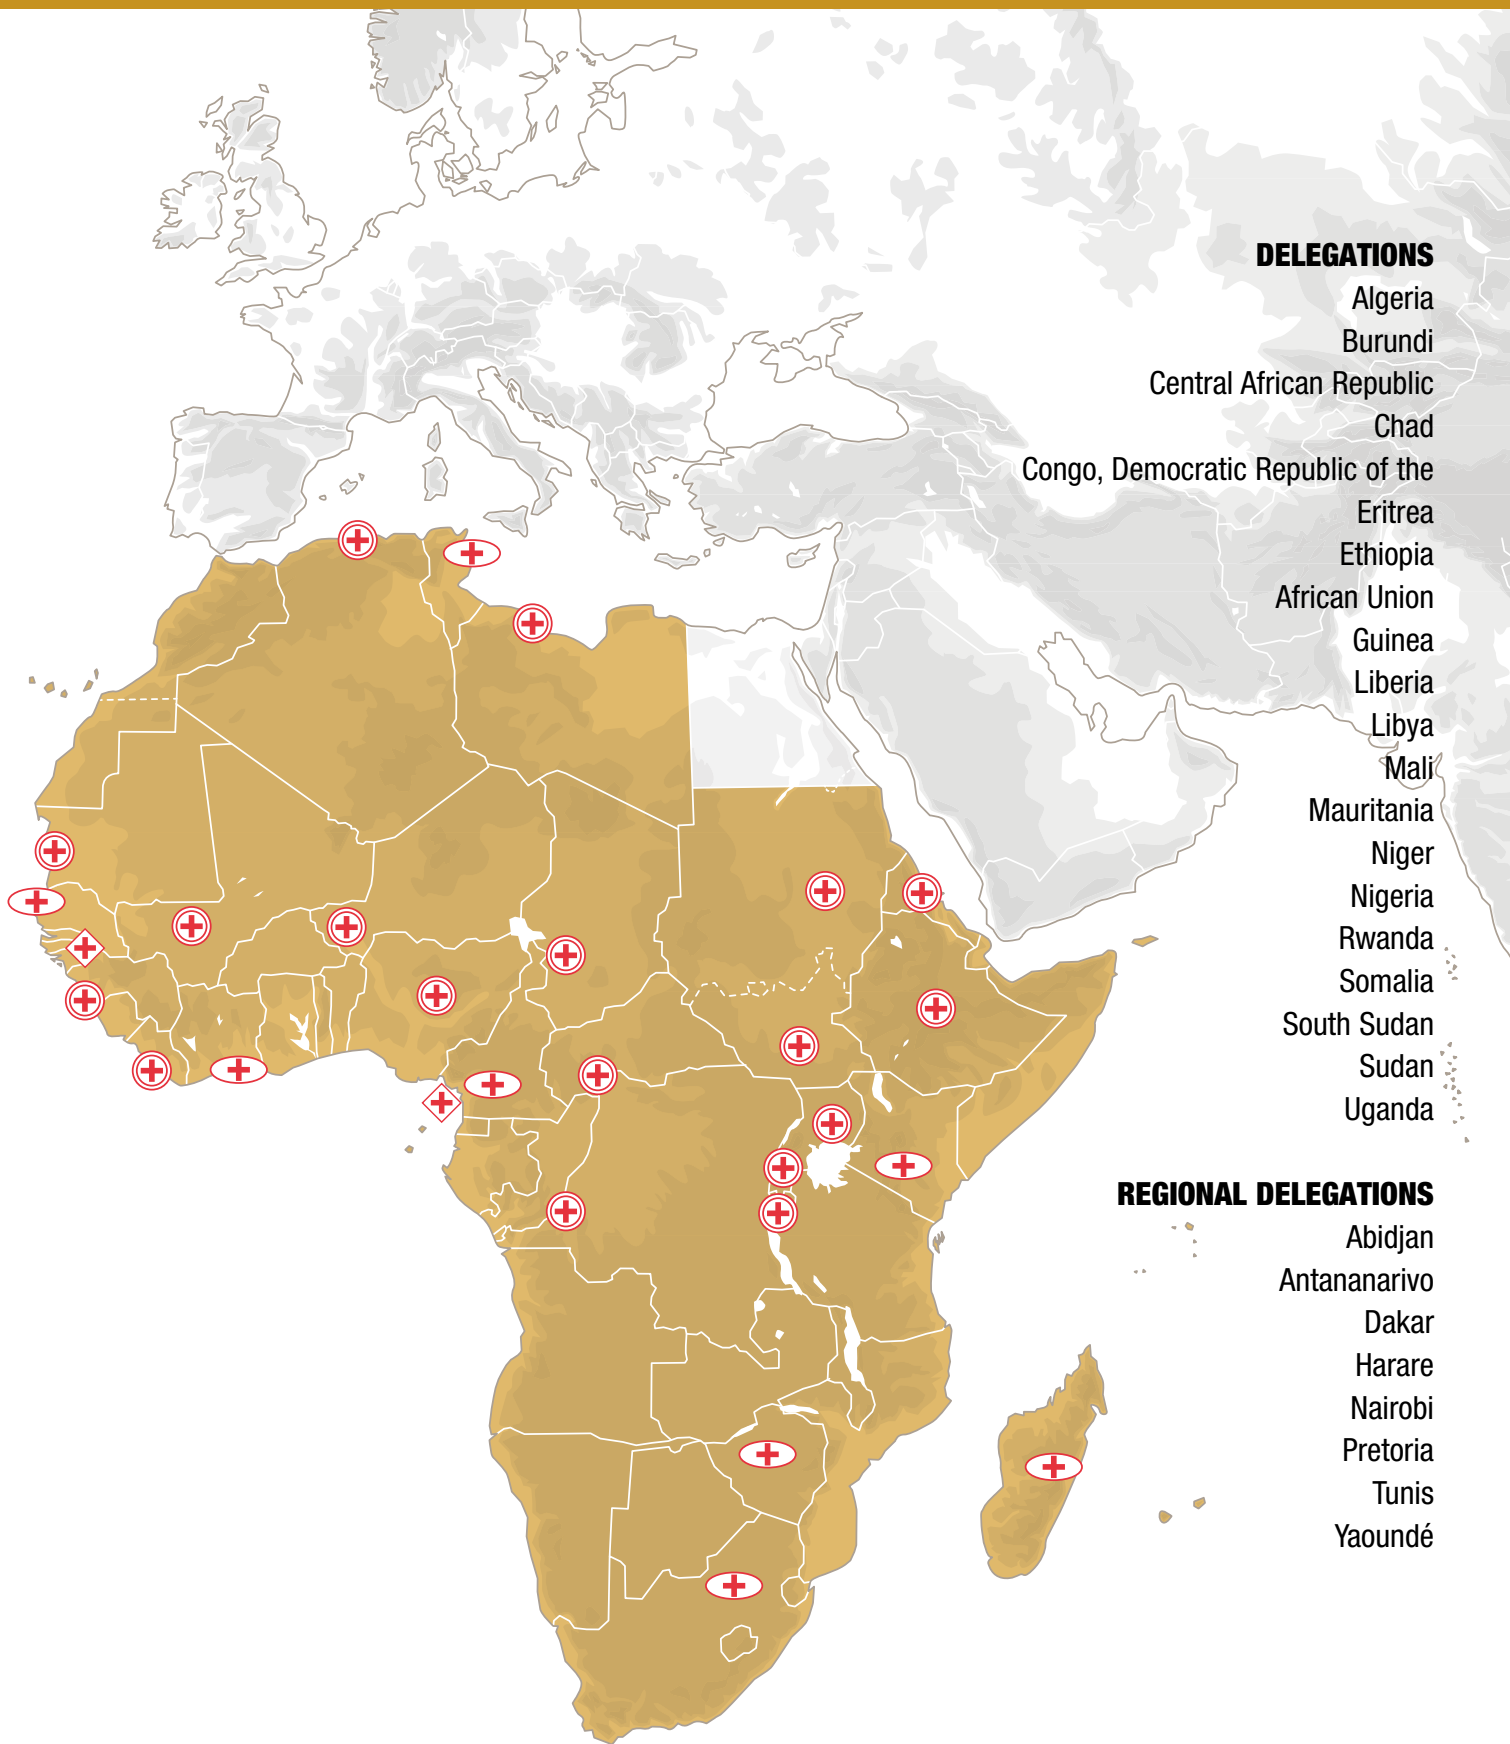 DELEGATIONS
Algeria
Burundi
Central African Republic
Chad
Congo, Democratic Republic of the
Eritrea
Ethiopia
African Union
Guinea
Liberia
Libya
Mali
Mauritania
Niger
Nigeria
Rwanda
Somalia
South Sudan
Sudan
Uganda
REGIONAL DELEGATIONS
Abidjan
Antananarivo
Dakar
Harare
Nairobi
Pretoria
Tunis
Yaoundé